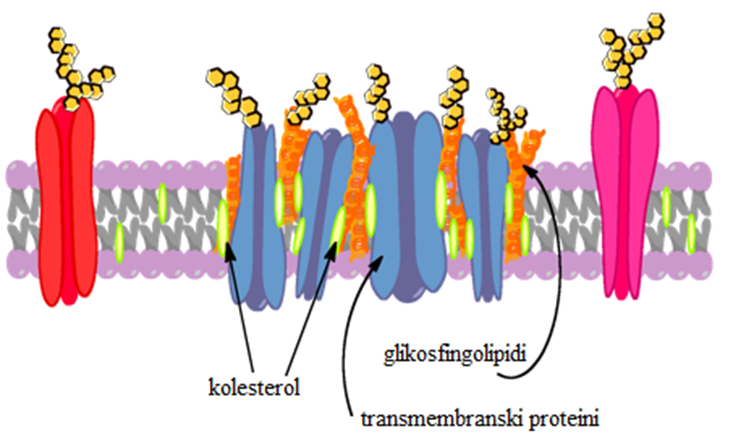 glikosfingolipidi
kolesterol
transmembranski proteini